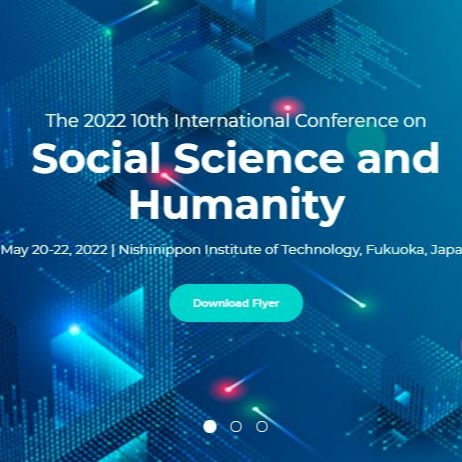 The 2022 10th International Conference on
Social Science and
Humanity
May 20-22, 2022 | Nishinippon Institute of Technology, Fukuoka, Japa
Download Flyer